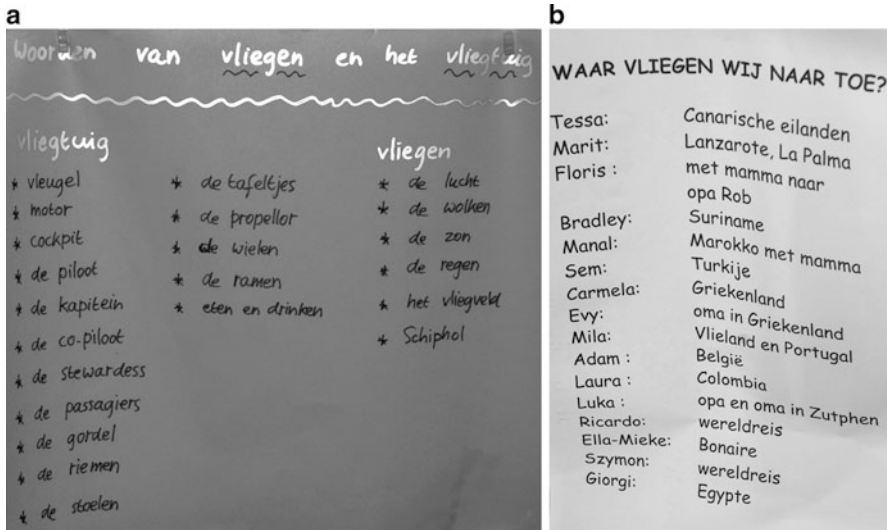 a
Woorden van vliegen en het vliegtuig
vliegtuig
* vleugel
* motor
* cockpit
* de piloot
* de kapitein
* de co-piloot
* de stewardess
* de passagiers
* de gordel
* de riemen
* de stoelen
* de tafeltjes
* de propellor
* de wielen
* de ramen
* eten en drinken
vliegen
* de lucht
* de wolken
* de zon
* de regen
* het vliegveld
* Schiphol
b
WAAR VLIEGEN WIJ NAAR TOE?
Tessa: Canarische eilanden
Marit: Lanzarote, La Palma
Floris : met mamma naar
opa Rob
Bradley: Suriname
Manal: Marokko met mamma
Sem: Turkije
Carmela: Griekenland
Evy: oma in Griekenland
Mila: Vlieland en Portugal
Adam : België
Laura : Colombia
Luka : opa en oma in Zutphen
Ricardo: wereldreis
Ella-Mieke: Bonaire
Szymon: wereldreis
Giorgi: Egypte